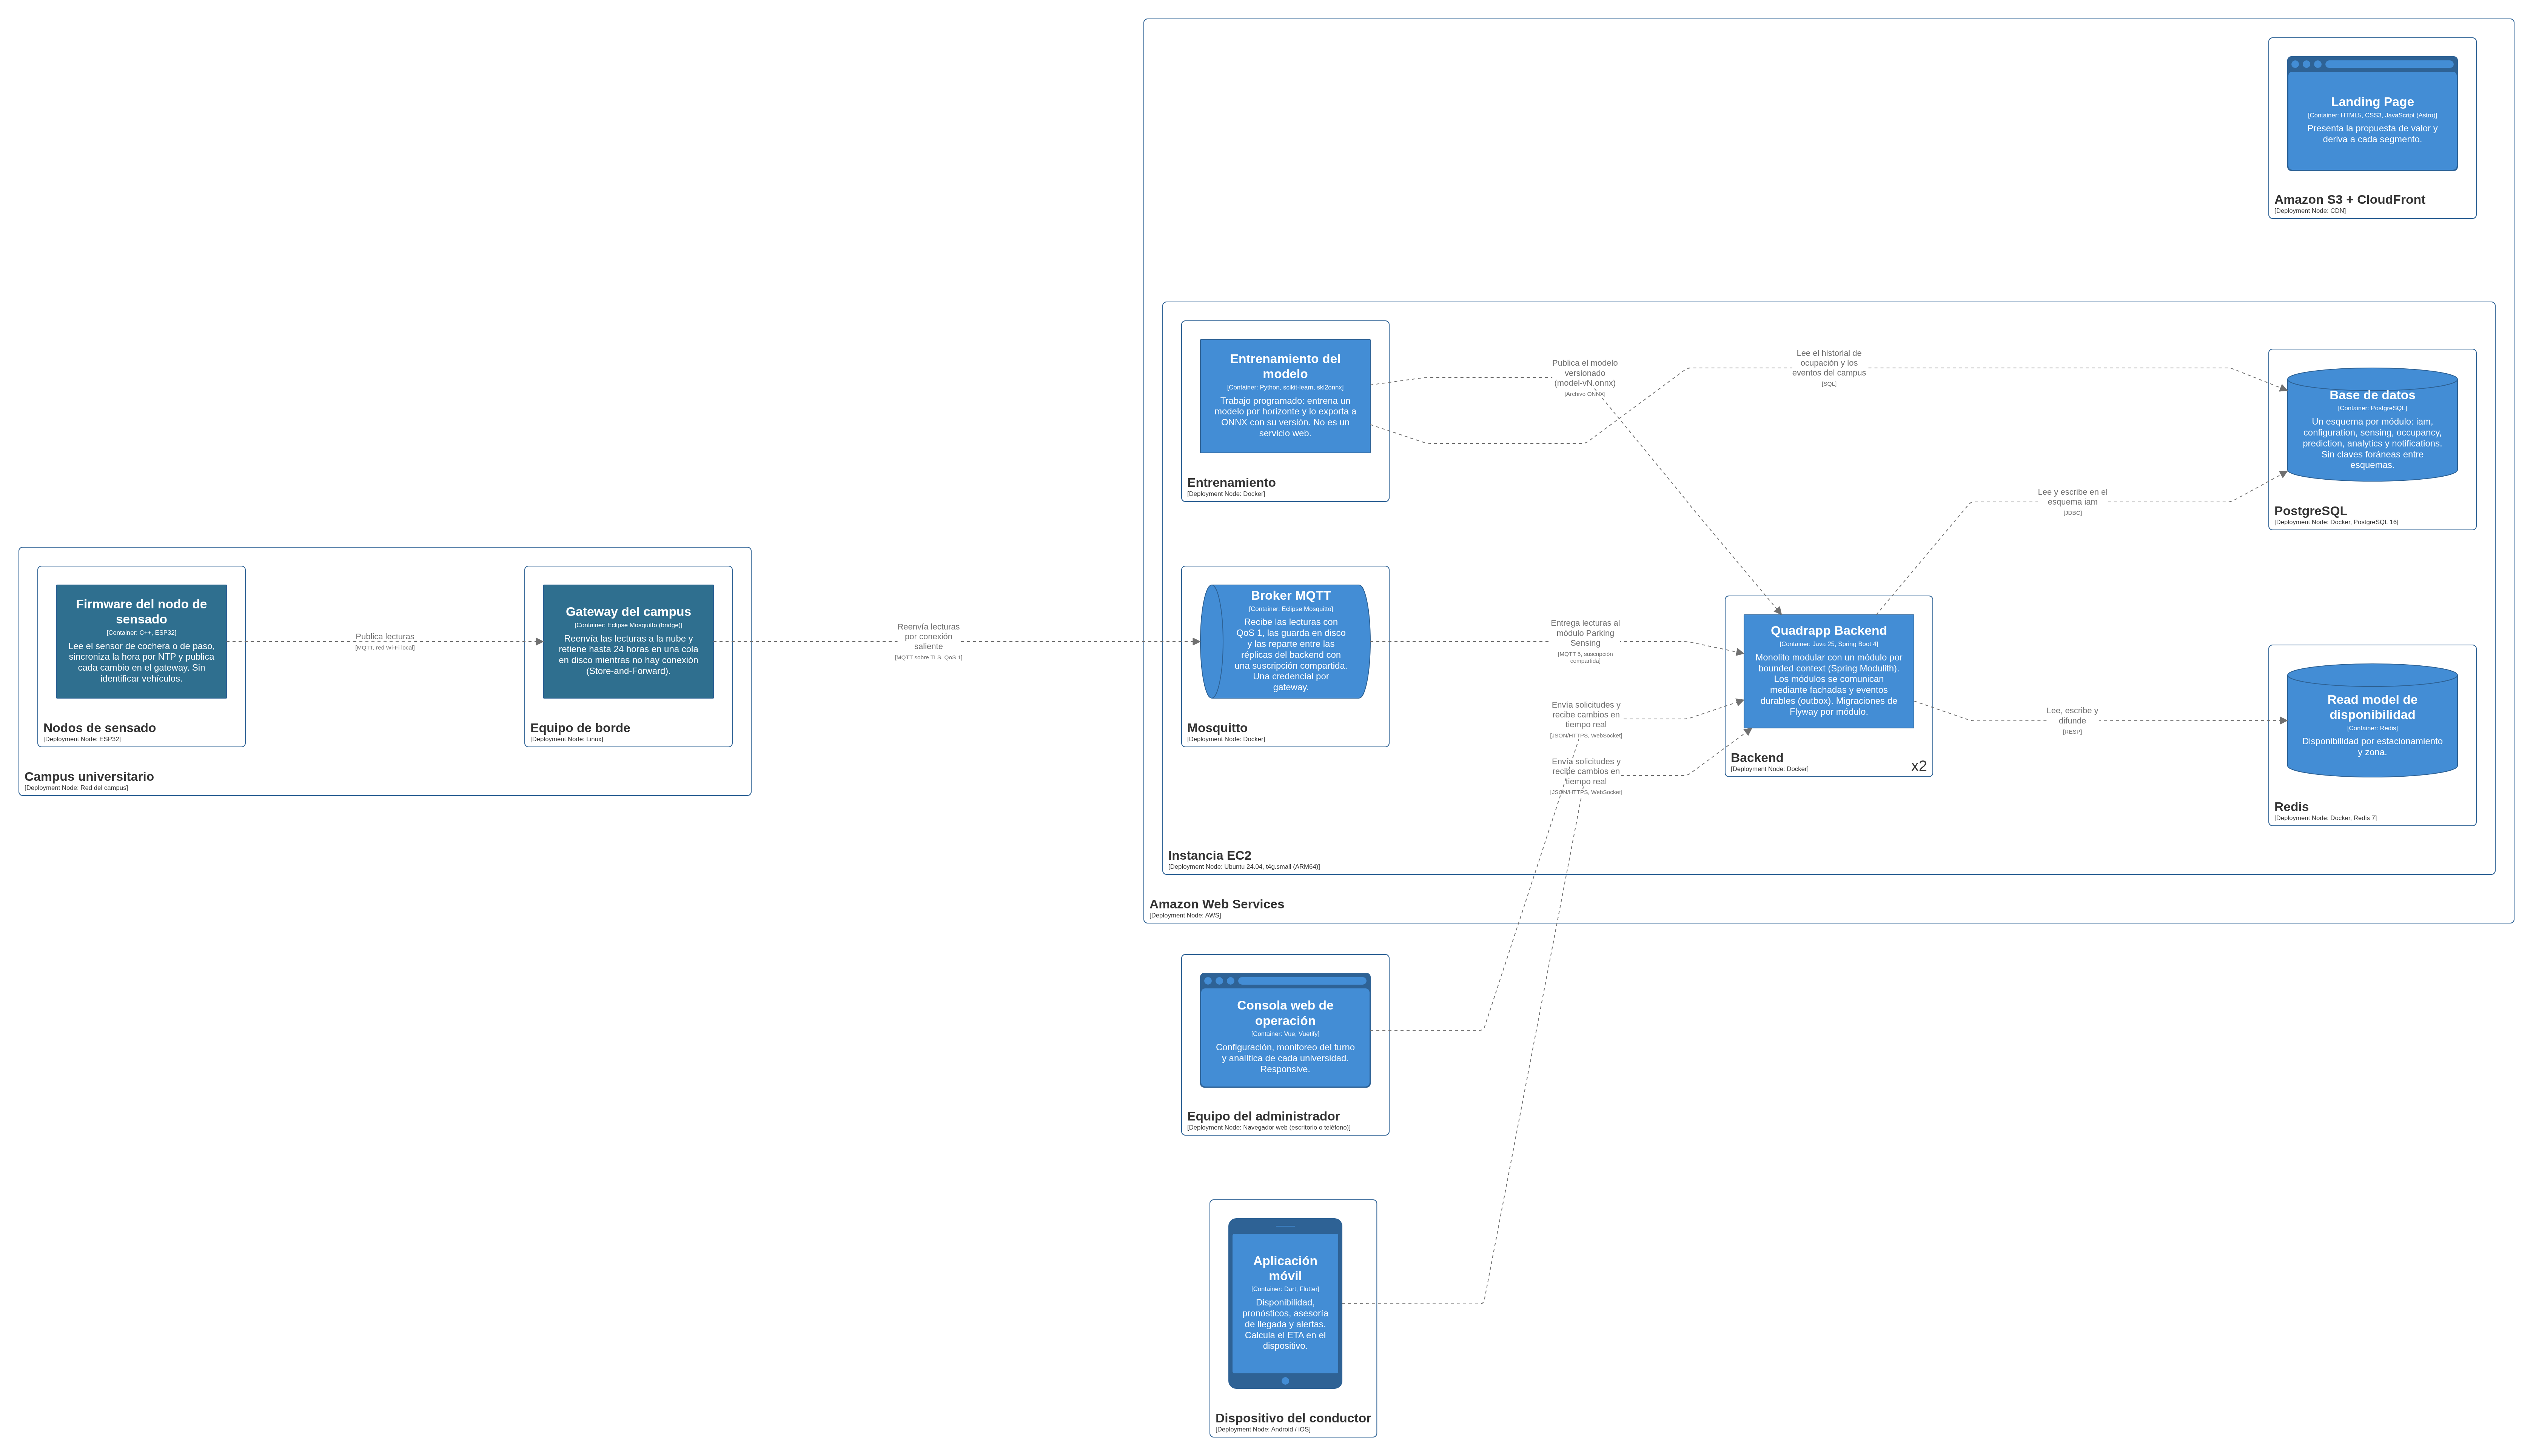 Landing Page
[Container: HTML5, CSS3, JavaScript (Astro)]
Presenta la propuesta de valor y
deriva a cada segmento.
Amazon S3 + CloudFront
[Deployment Node: CDN]
Entrenamiento del
modelo
[Container: Python, scikit-learn, skl2onnx]
Trabajo programado: entrena un
modelo por horizonte y lo exporta a
ONNX con su versión. No es un
servicio web.
Entrenamiento
[Deployment Node: Docker]
Publica el modelo
versionado
(model-vN.onnx)
[Archivo ONNX]
Lee el historial de
ocupación y los
eventos del campus
[SQL]
Base de datos
[Container: PostgreSQL]
Un esquema por módulo: iam,
configuration, sensing, occupancy,
prediction, analytics y notifications.
Sin claves foráneas entre
esquemas.
PostgreSQL
[Deployment Node: Docker, PostgreSQL 16]
Lee y escribe en el
esquema iam
[JDBC]
Firmware del nodo de
sensado
[Container: C++, ESP32]
Lee el sensor de cochera o de paso,
sincroniza la hora por NTP y publica
cada cambio en el gateway. Sin
identificar vehículos.
Nodos de sensado
[Deployment Node: ESP32]
Publica lecturas
[MQTT, red Wi-Fi local]
Gateway del campus
[Container: Eclipse Mosquitto (bridge)]
Reenvía las lecturas a la nube y
retiene hasta 24 horas en una cola
en disco mientras no hay conexión
(Store-and-Forward).
Equipo de borde
[Deployment Node: Linux]
Campus universitario
[Deployment Node: Red del campus]
Reenvía lecturas
por conexión
saliente
[MQTT sobre TLS, QoS 1]
Broker MQTT
[Container: Eclipse Mosquitto]
Recibe las lecturas con
QoS 1, las guarda en disco
y las reparte entre las
réplicas del backend con
una suscripción compartida.
Una credencial por
gateway.
Mosquitto
[Deployment Node: Docker]
Entrega lecturas al
módulo Parking
Sensing
[MQTT 5, suscripción
compartida]
Envía solicitudes y
recibe cambios en
tiempo real
[JSON/HTTPS, WebSocket]
Envía solicitudes y
recibe cambios en
tiempo real
[JSON/HTTPS, WebSocket]
Quadrapp Backend
[Container: Java 25, Spring Boot 4]
Monolito modular con un módulo por
bounded context (Spring Modulith).
Los módulos se comunican
mediante fachadas y eventos
durables (outbox). Migraciones de
Flyway por módulo.
Backend
[Deployment Node: Docker]
x2
Lee, escribe y
difunde
[RESP]
Read model de
disponibilidad
[Container: Redis]
Disponibilidad por estacionamiento
y zona.
Redis
[Deployment Node: Docker, Redis 7]
Instancia EC2
[Deployment Node: Ubuntu 24.04, t4g.small (ARM64)]
Amazon Web Services
[Deployment Node: AWS]
Consola web de
operación
[Container: Vue, Vuetify]
Configuración, monitoreo del turno
y analítica de cada universidad.
Responsive.
Equipo del administrador
[Deployment Node: Navegador web (escritorio o teléfono)]
Aplicación
móvil
[Container: Dart, Flutter]
Disponibilidad,
pronósticos, asesoría
de llegada y alertas.
Calcula el ETA en el
dispositivo.
Dispositivo del conductor
[Deployment Node: Android / iOS]